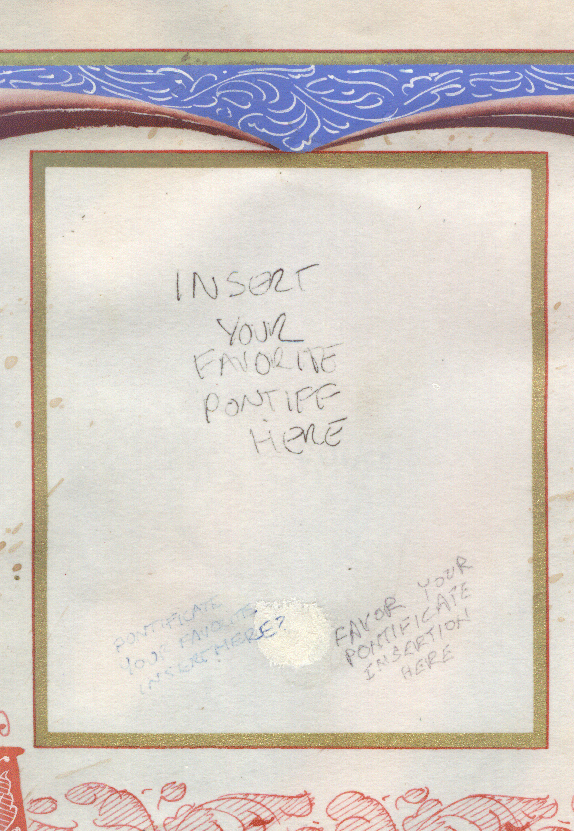 INSERT
YOUR
FAVORITE
PONTIFF
HERE
PONTIFICATE
YOUR FAVORITE
INSERT HERE?
FAVOR YOUR
PONTIFICATE
INSERTION
HERE